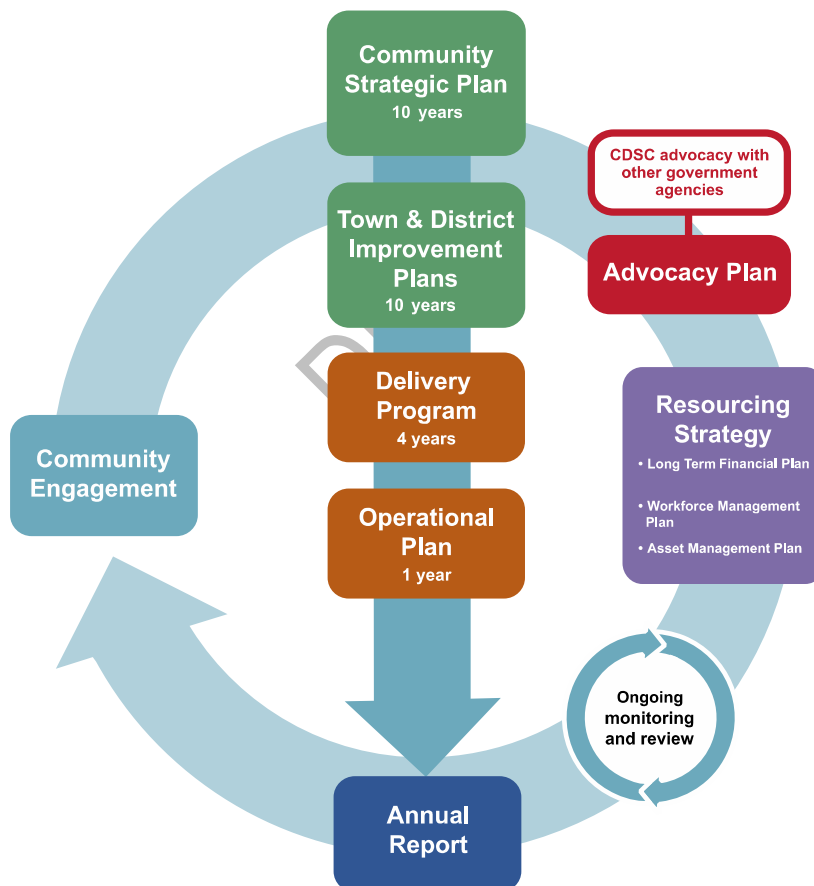 Community
Strategic Plan
10 years
CDSC advocacy with
other government
agencies
Town & District
Improvement
Plans
10 years
Advocacy Plan
Delivery
Program
4 years
Resourcing
Strategy
• Long Term Financial Plan
• Workforce Management
Plan
• Asset Management Plan
Community
Engagement
Operational
Plan
1 year
Ongoing
monitoring
and review
Annual
Report